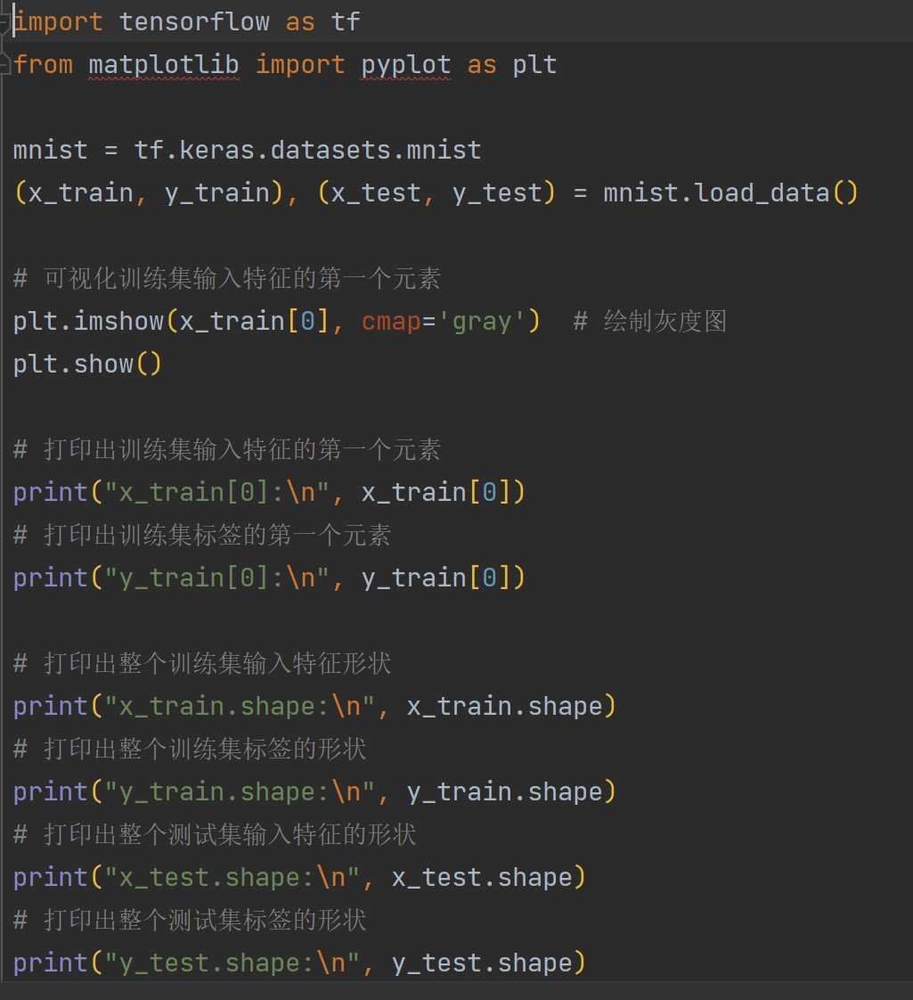 import tensorflow as tf
from matplotlib import pyplot as plt
mnist = tf.keras.datasets.mnist
(x_train, y_train), (x_test, y_test) = mnist.load_data()
# 可视化训练集输入特征的第一个元素
plt.imshow(x_train[0], cmap='gray')  # 绘制灰度图
plt.show()
# 打印出训练集输入特征的第一个元素
print("x_train[0]:\n", x_train[0])
# 打印出训练集标签的第一个元素
print("y_train[0]:\n", y_train[0])
# 打印出整个训练集输入特征形状
print("x_train.shape:\n", x_train.shape)
# 打印出整个训练集标签的形状
print("y_train.shape:\n", y_train.shape)
# 打印出整个测试集输入特征的形状
print("x_test.shape:\n", x_test.shape)
# 打印出整个测试集标签的形状
print("y_test.shape:\n", y_test.shape)